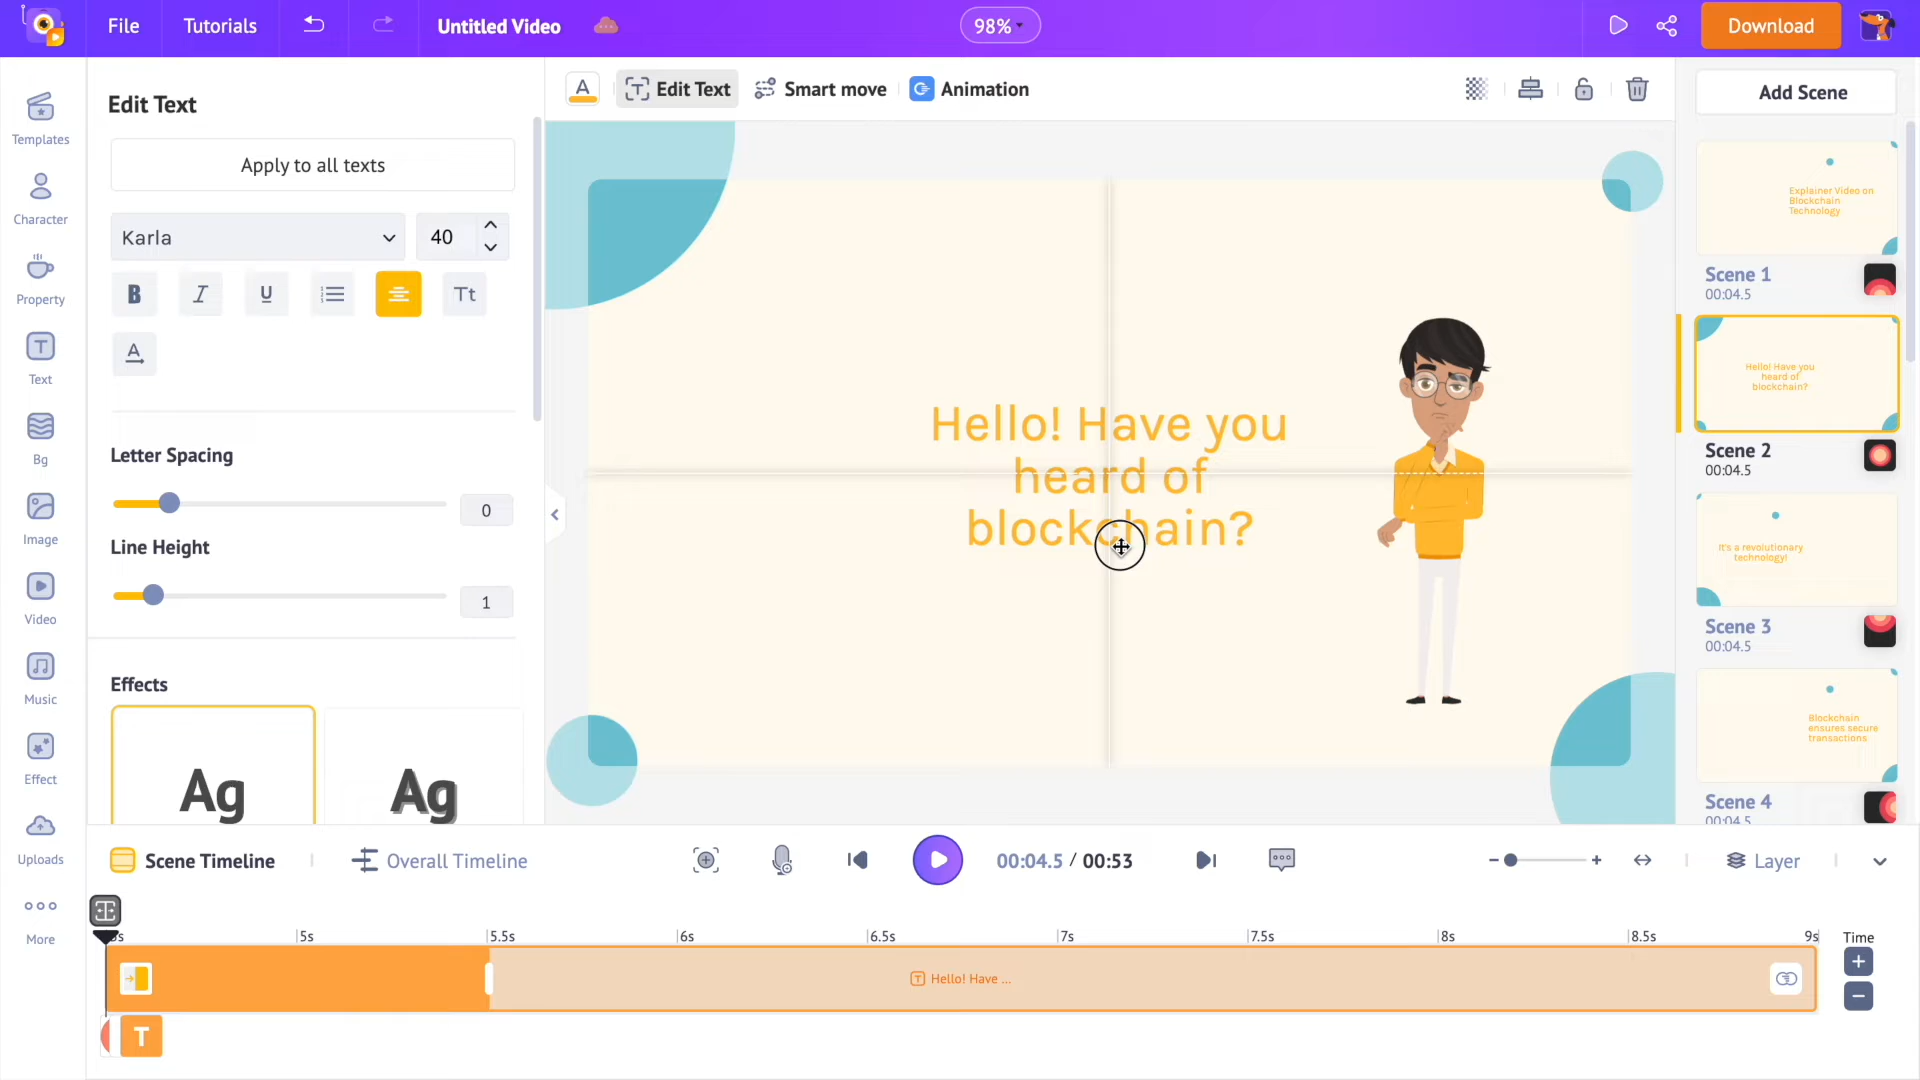 File
Tutorials
Untitled Video
98%
Download
Templates
Character
Property
Text
Bg
Image
Video
Music
Effect
Uploads
More
Edit Text
Apply to all texts
Karla
40
B
I
U
Tt
A
Letter Spacing
0
Line Height
1
Effects
Ag
Ag
A
Edit Text
Smart move
Animation
Hello! Have you
heard of
blockchain?
Add Scene
Explainer Video on
Blockchain
Technology
Scene 1
00:04.5
Hello! Have you
heard of
blockchain?
Scene 2
00:04.5
It's a revolutionary
technology!
Scene 3
00:04.5
Blockchain
ensures secure
transactions
Scene 4
00:04.5
Scene Timeline
Overall Timeline
00:04.5 / 00:53
Layer
5s
5.5s
6s
6.5s
7s
7.5s
8s
8.5s
9s
Time
T Hello! Have ...
T